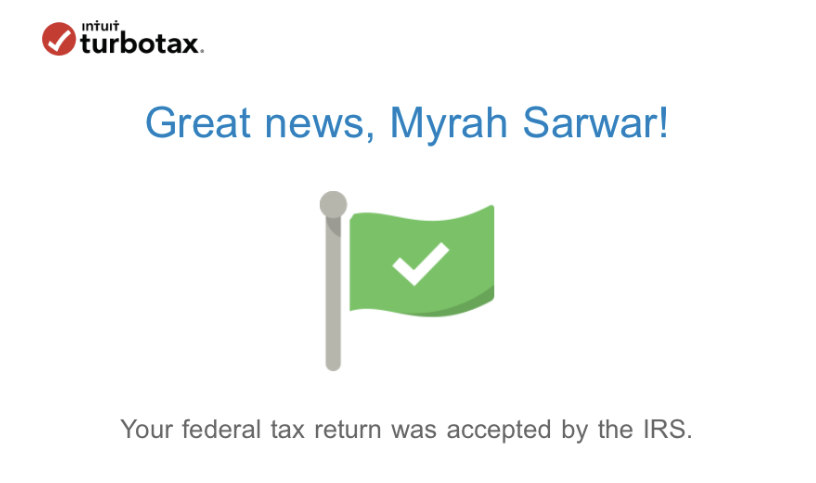 intuit
turbotax.
Great news, Myrah Sarwar!
Your federal tax return was accepted by the IRS.